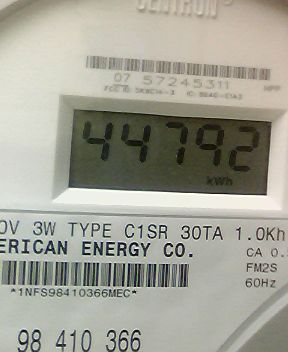 CENTRON
07 57245311
44792
kWh
0V 3W TYPE C1SR 30TA 1.0Kh
ERICAN ENERGY CO.
CA 0.
FM2S
60Hz
*1NFS98410366MEC*
98 410 366